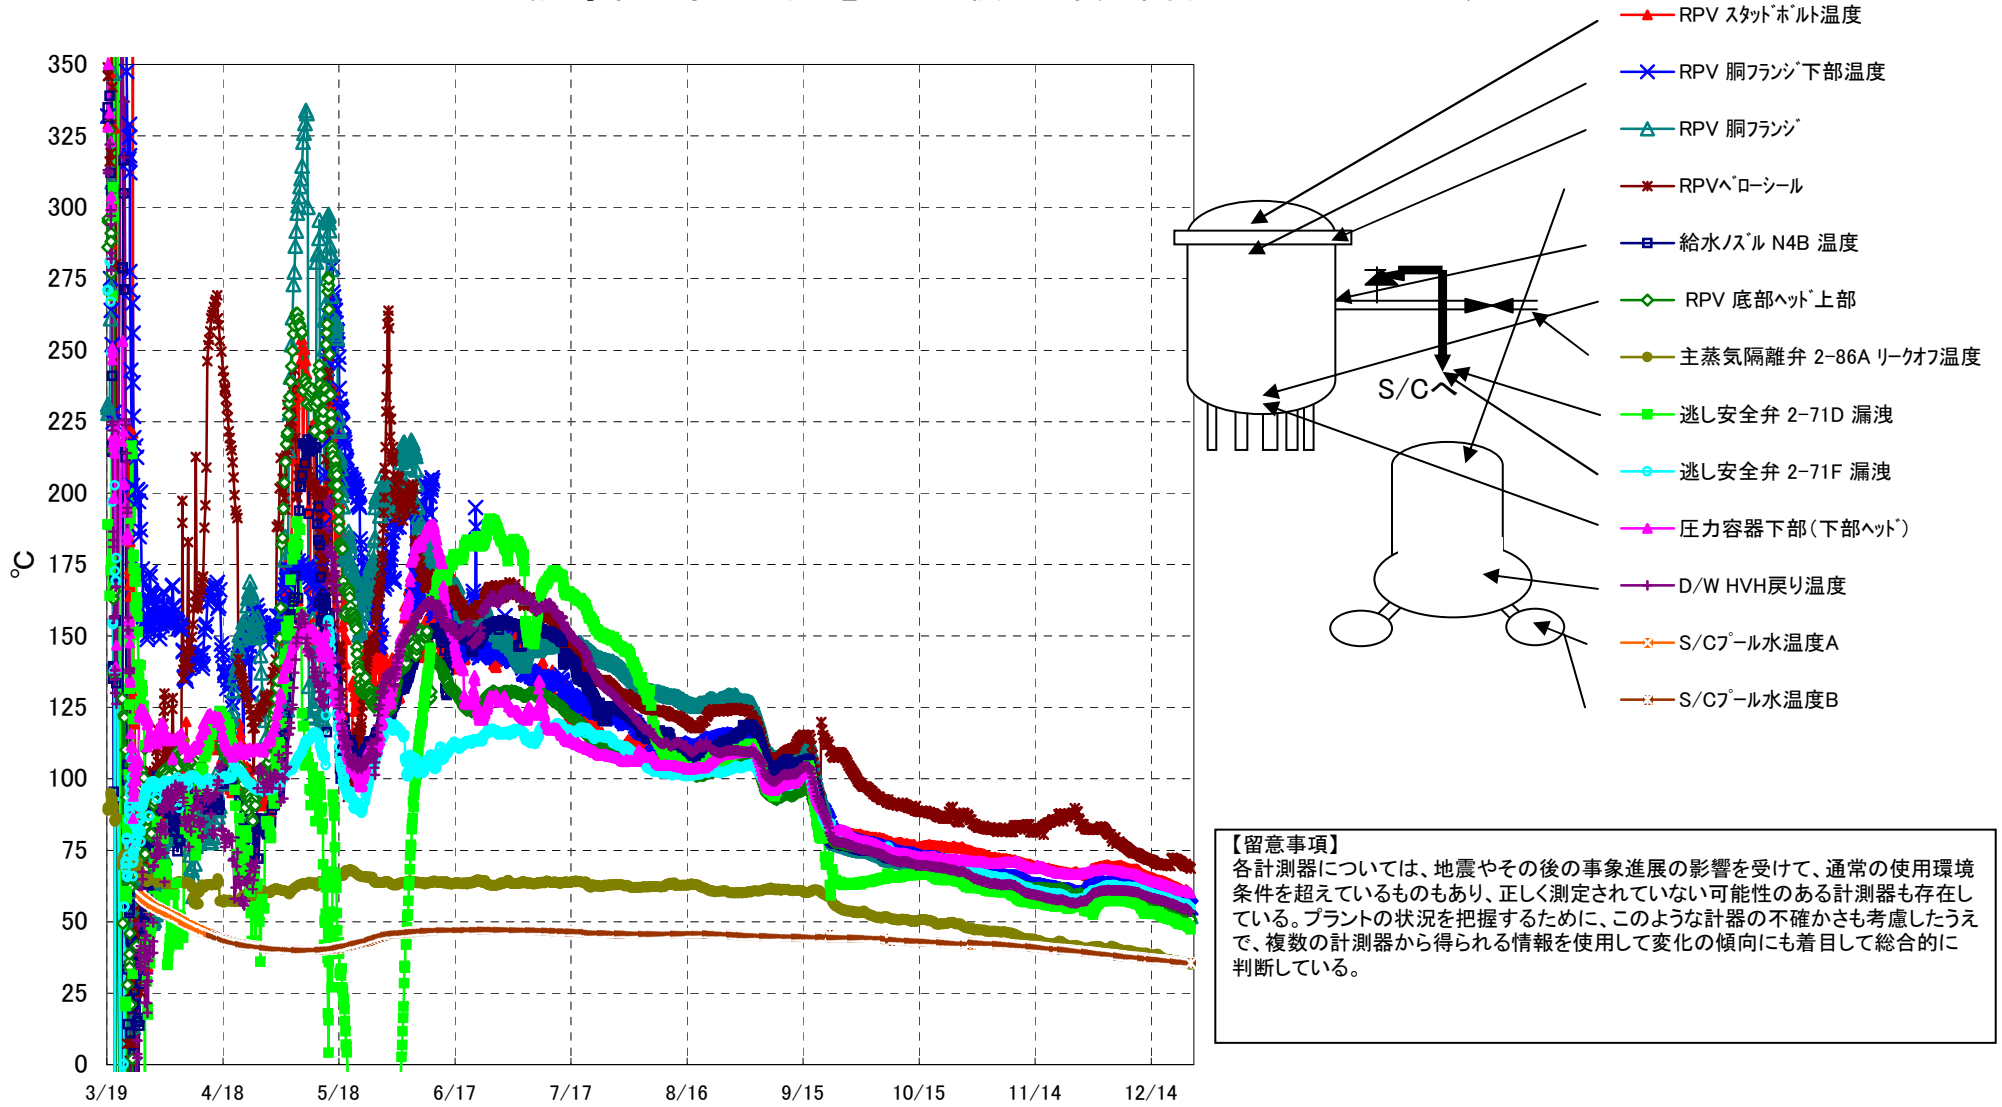 RPV ｽﾀｯﾄﾞﾎﾞﾙﾄ温度
RPV 胴ﾌﾗﾝｼﾞ下部温度
RPV 胴ﾌﾗﾝｼﾞ
RPVﾍﾞﾛｰｼｰﾙ
給水ﾉｽﾞﾙ N4B 温度
RPV 底部ﾍｯﾄﾞ上部
主蒸気隔離弁 2-86A ﾘｰｸｵﾌ温度
逃し安全弁 2-71D 漏洩
逃し安全弁 2-71F 漏洩
圧力容器下部(下部ﾍｯﾄﾞ)
D/W HVH戻り温度
S/Cﾌﾟｰﾙ水温度A
S/Cﾌﾟｰﾙ水温度B
S/Cへ
℃
350
325
300
275
250
225
200
175
150
125
100
75
50
25
0
3/19 4/18 5/18 6/17 7/17 8/16 9/15 10/15 11/14 12/14
【留意事項】
各計測器については、地震やその後の事象進展の影響を受けて、通常の使用環境
条件を超えているものもあり、正しく測定されていない可能性のある計測器も存在し
ている。プラントの状況を把握するために、このような計器の不確かさも考慮したうえ
で、複数の計測器から得られる情報を使用して変化の傾向にも着目して総合的に
判断している。